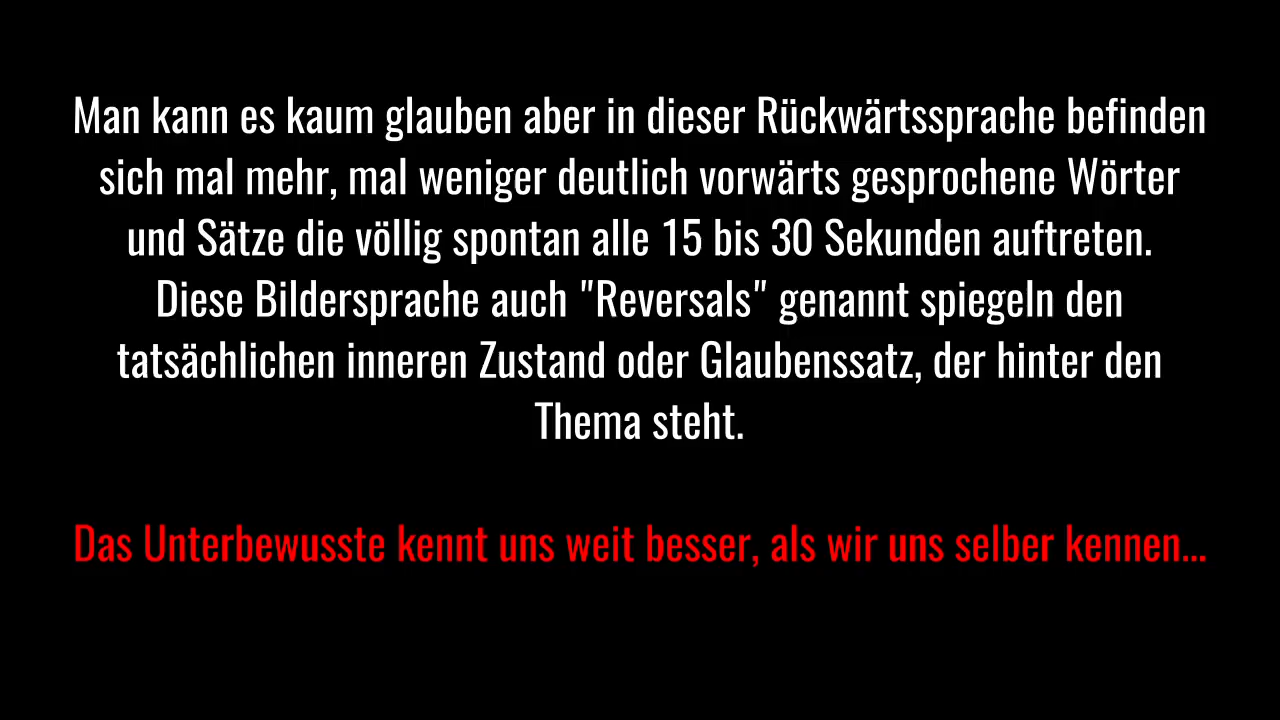 Man kann es kaum glauben aber in dieser Rückwärtssprache befinden
sich mal mehr, mal weniger deutlich vorwärts gesprochene Wörter
und Sätze die völlig spontan alle 15 bis 30 Sekunden auftreten.
Diese Bildersprache auch "Reversals" genannt spiegeln den
tatsächlichen inneren Zustand oder Glaubenssatz, der hinter den
Thema steht.
Das Unterbewusste kennt uns weit besser, als wir uns selber kennen...